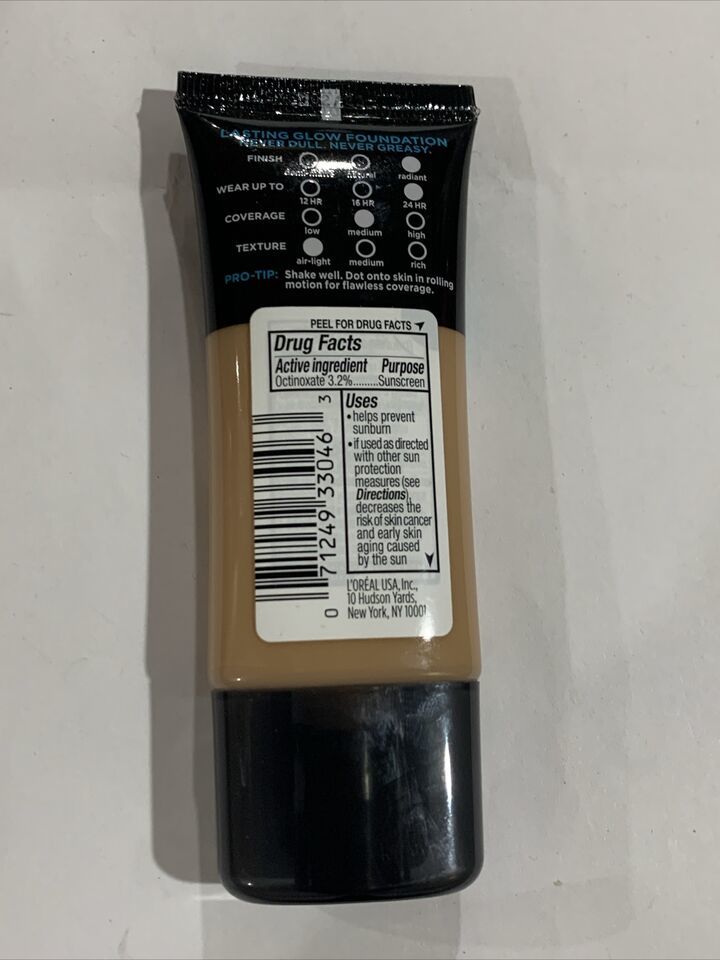 LASTING GLOW FOUNDATION
NEVER DULL. NEVER GREASY.
FINISH
natural
radiant
WEAR UP TO
12 HR
16 HR
24 HR
COVERAGE
low
medium
high
TEXTURE
air-light
medium
rich
PRO-TIP: Shake well. Dot onto skin in rolling
motion for flawless coverage.
PEEL FOR DRUG FACTS
Drug Facts
Active ingredient Purpose
Octinoxate 3.2%.........Sunscreen
Uses
• helps prevent
sunburn
• if used as directed
with other sun
protection
measures (see
Directions),
decreases the
risk of skin cancer
and early skin
aging caused
by the sun
0 71249 33046 3
L'ORÉAL USA, Inc.,
10 Hudson Yards,
New York, NY 10001